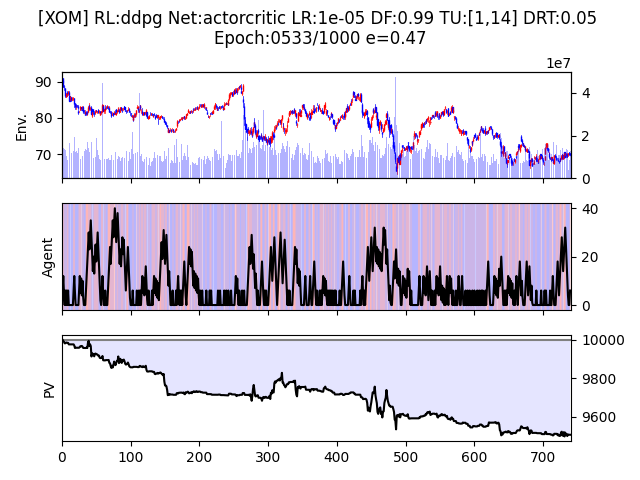 [XOM] RL:ddpg Net:actorcritic LR:1e-05 DF:0.99 TU:[1,14] DRT:0.05
Epoch:0533/1000 e=0.47
1e7
Env.
90
80
70
4
2
0
Agent
40
20
0
PV
10000
9800
9600
0 100 200 300 400 500 600 700